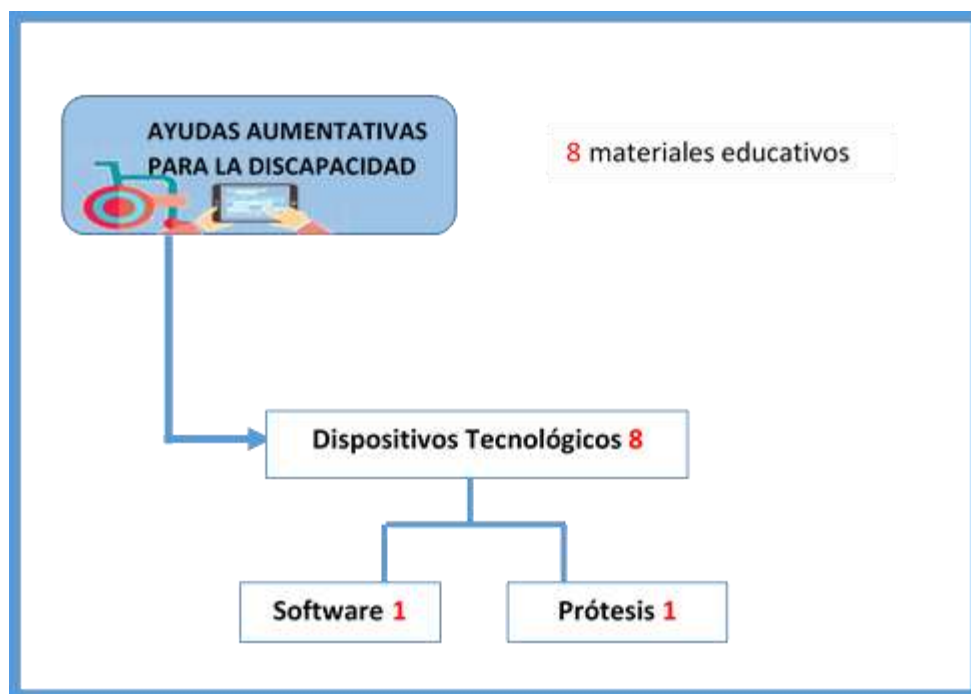 AYUDAS AUMENTATIVAS
PARA LA DISCAPACIDAD
8 materiales educativos
Dispositivos Tecnológicos 8
Software 1
Prótesis 1